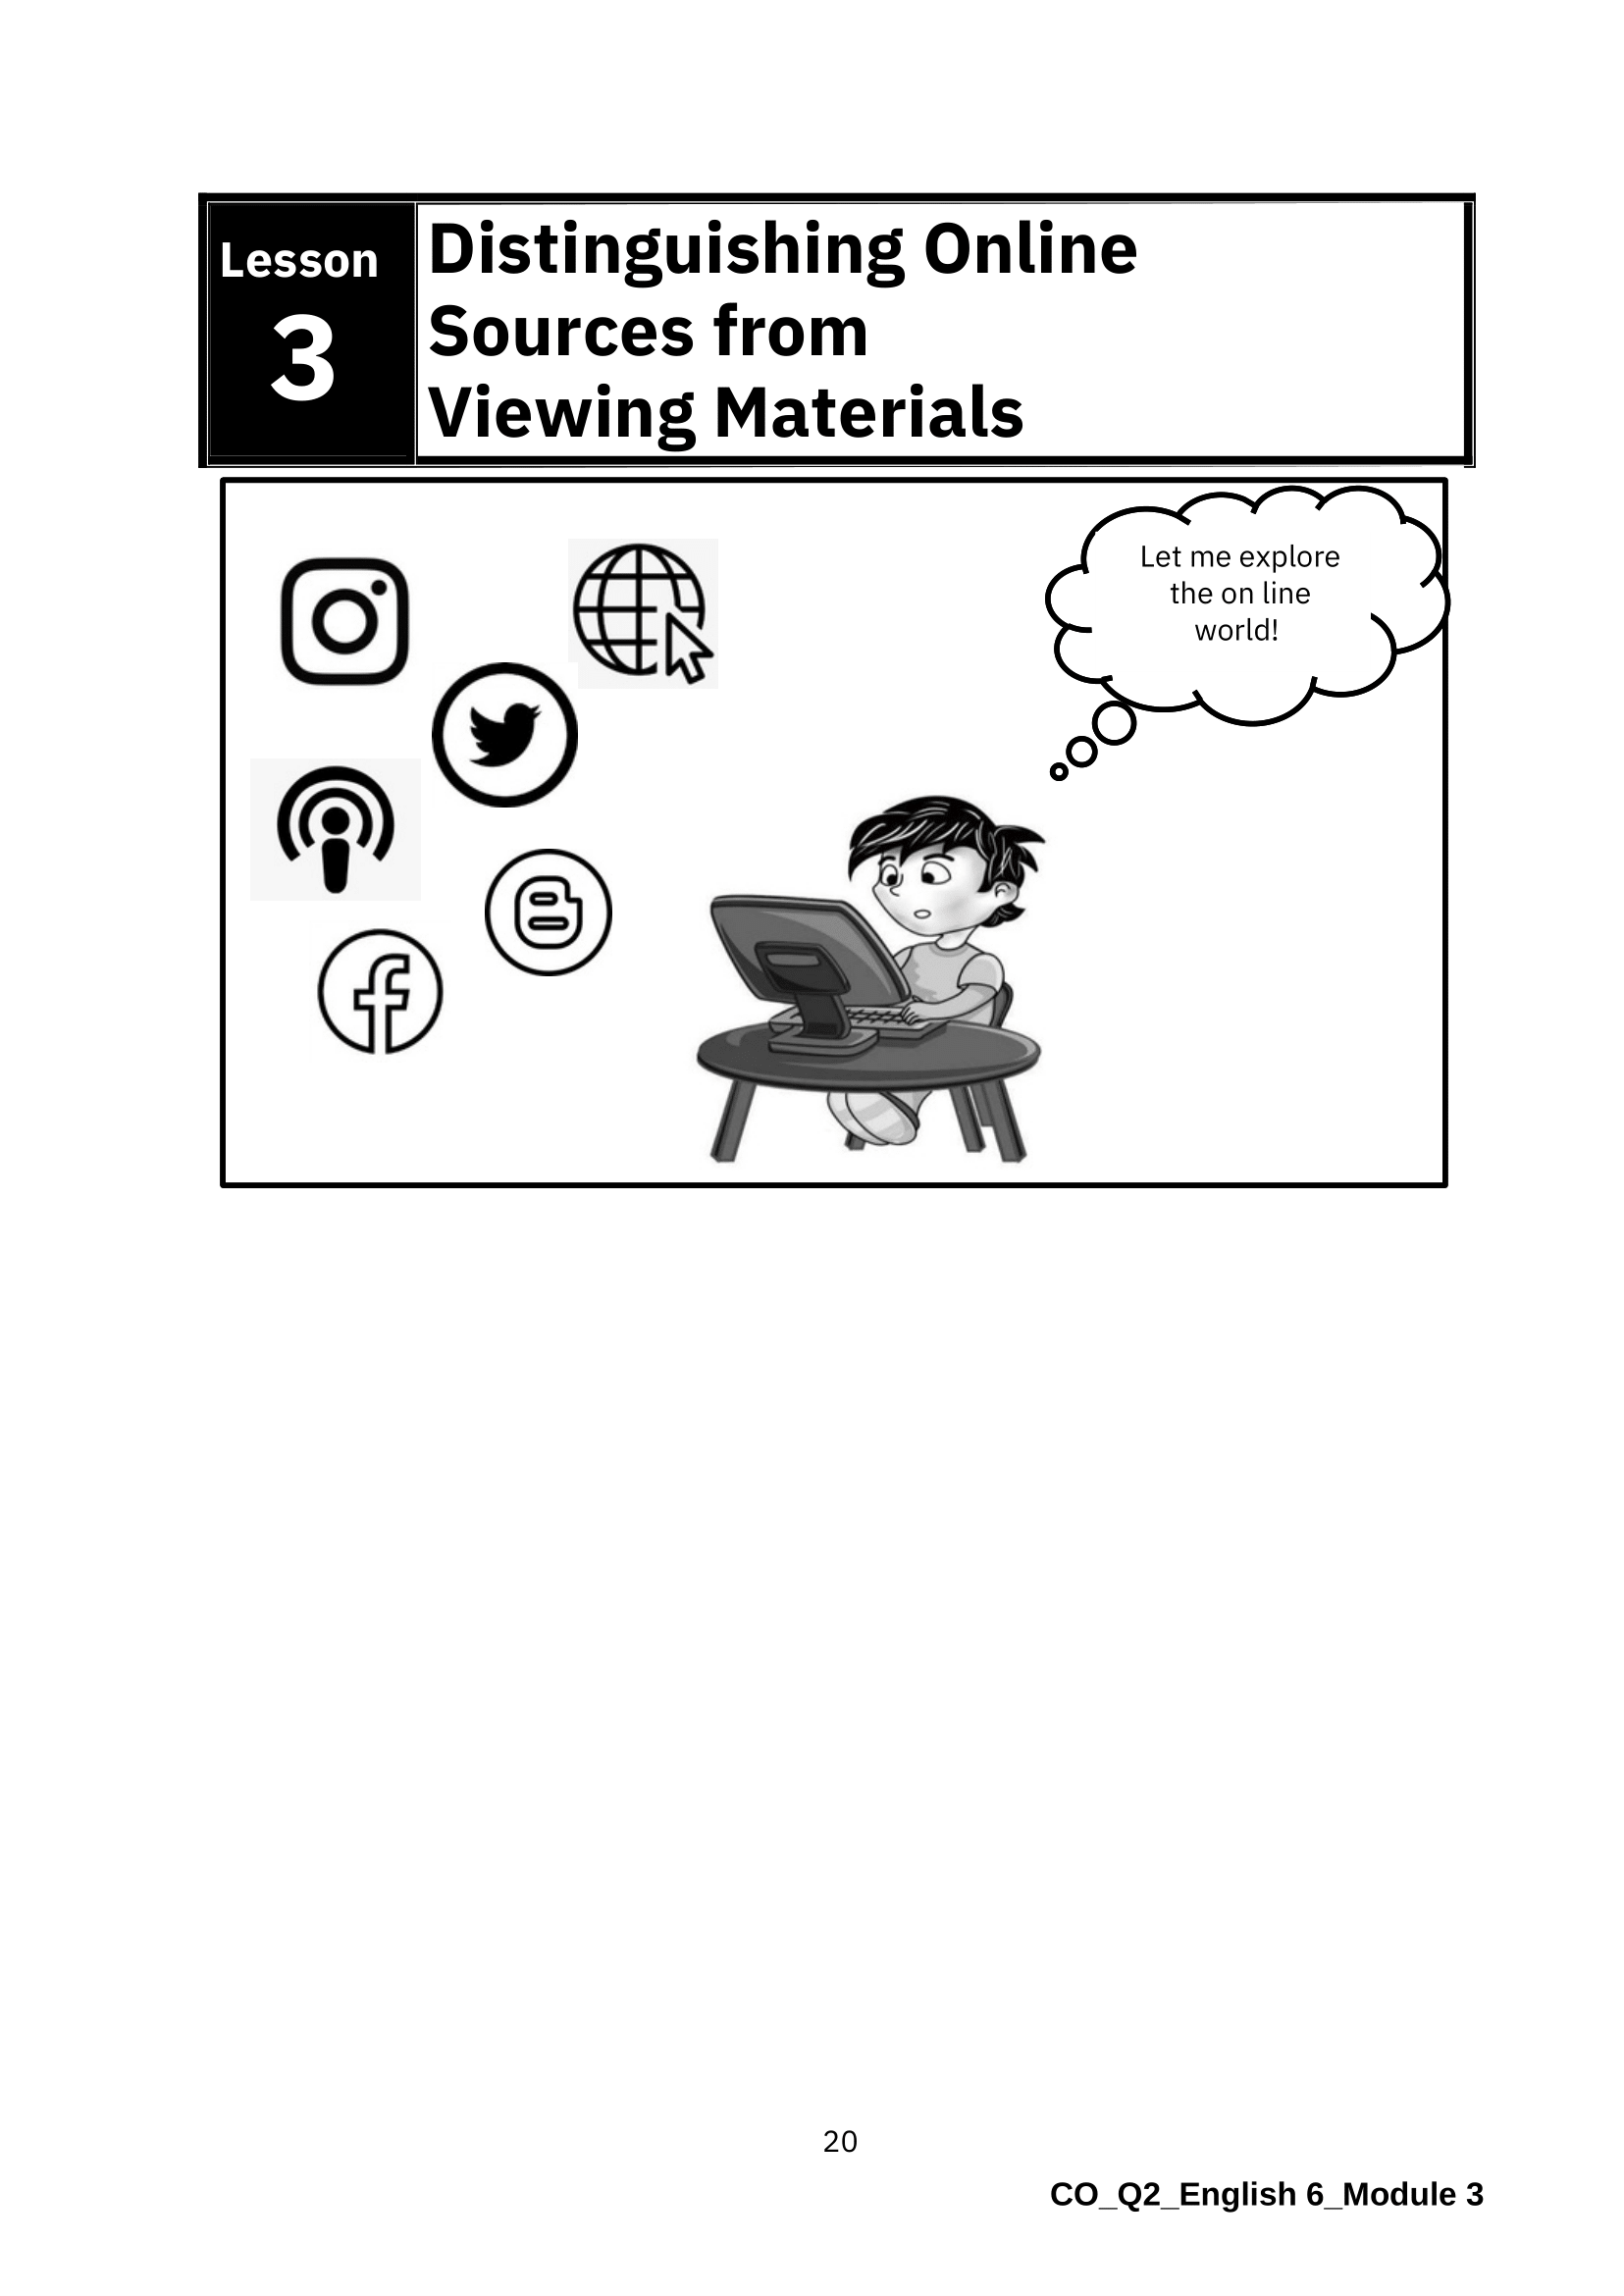 Lesson
3
Distinguishing Online
Sources from
Viewing Materials
Let me explore
the on line
world!
20
CO_Q2_English 6_Module 3